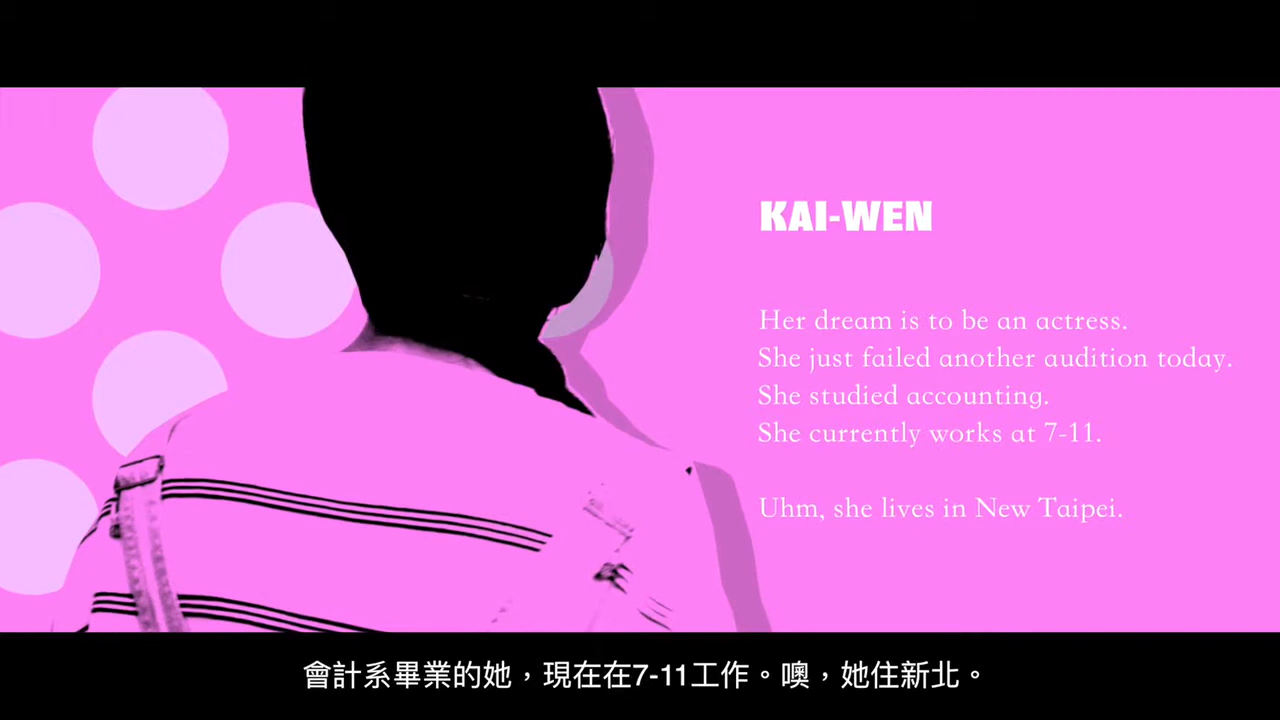 KAI-WEN
Her dream is to be an actress.
She just failed another audition today.
She studied accounting.
She currently works at 7-11.
Uhm, she lives in New Taipei.
會計系畢業的她，現在在7-11工作。噢，她住新北。